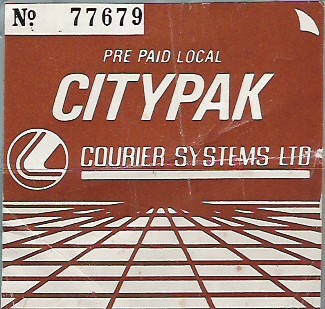 Nº 77679
PRE PAID LOCAL
CITYPAK
COURIER SYSTEMS LTD